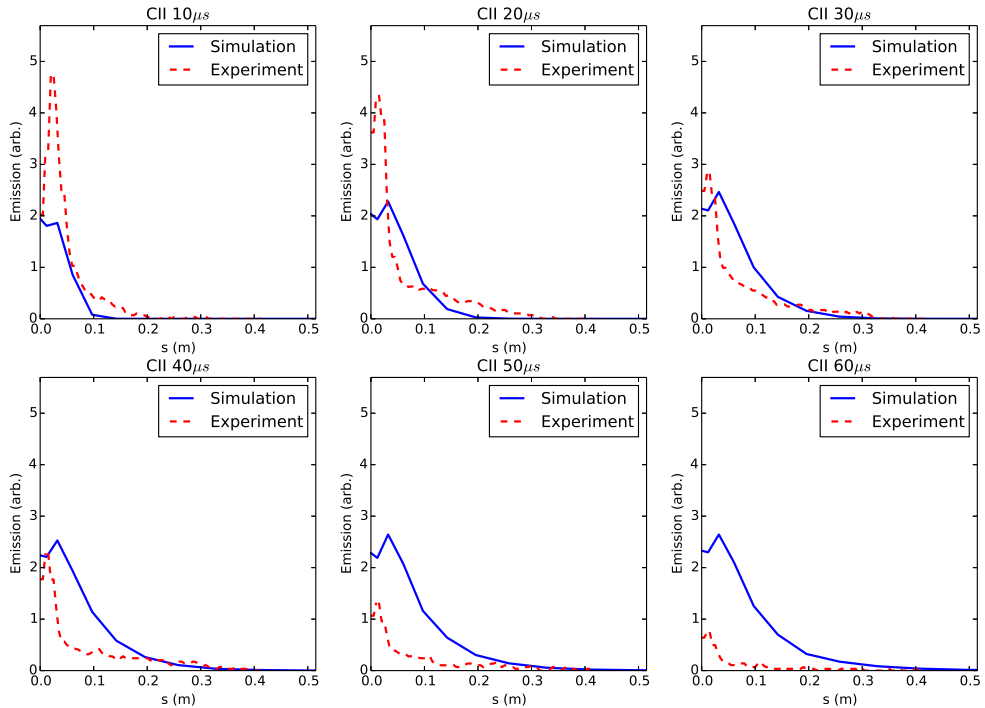 CII 10μs
Simulation
Experiment
Emission (arb.)
5
4
3
2
1
0
0.0 0.1 0.2 0.3 0.4 0.5
s (m)
CII 20μs
Simulation
Experiment
Emission (arb.)
5
4
3
2
1
0
0.0 0.1 0.2 0.3 0.4 0.5
s (m)
CII 30μs
Simulation
Experiment
Emission (arb.)
5
4
3
2
1
0
0.0 0.1 0.2 0.3 0.4 0.5
s (m)
CII 40μs
Simulation
Experiment
Emission (arb.)
5
4
3
2
1
0
0.0 0.1 0.2 0.3 0.4 0.5
s (m)
CII 50μs
Simulation
Experiment
Emission (arb.)
5
4
3
2
1
0
0.0 0.1 0.2 0.3 0.4 0.5
s (m)
CII 60μs
Simulation
Experiment
Emission (arb.)
5
4
3
2
1
0
0.0 0.1 0.2 0.3 0.4 0.5
s (m)